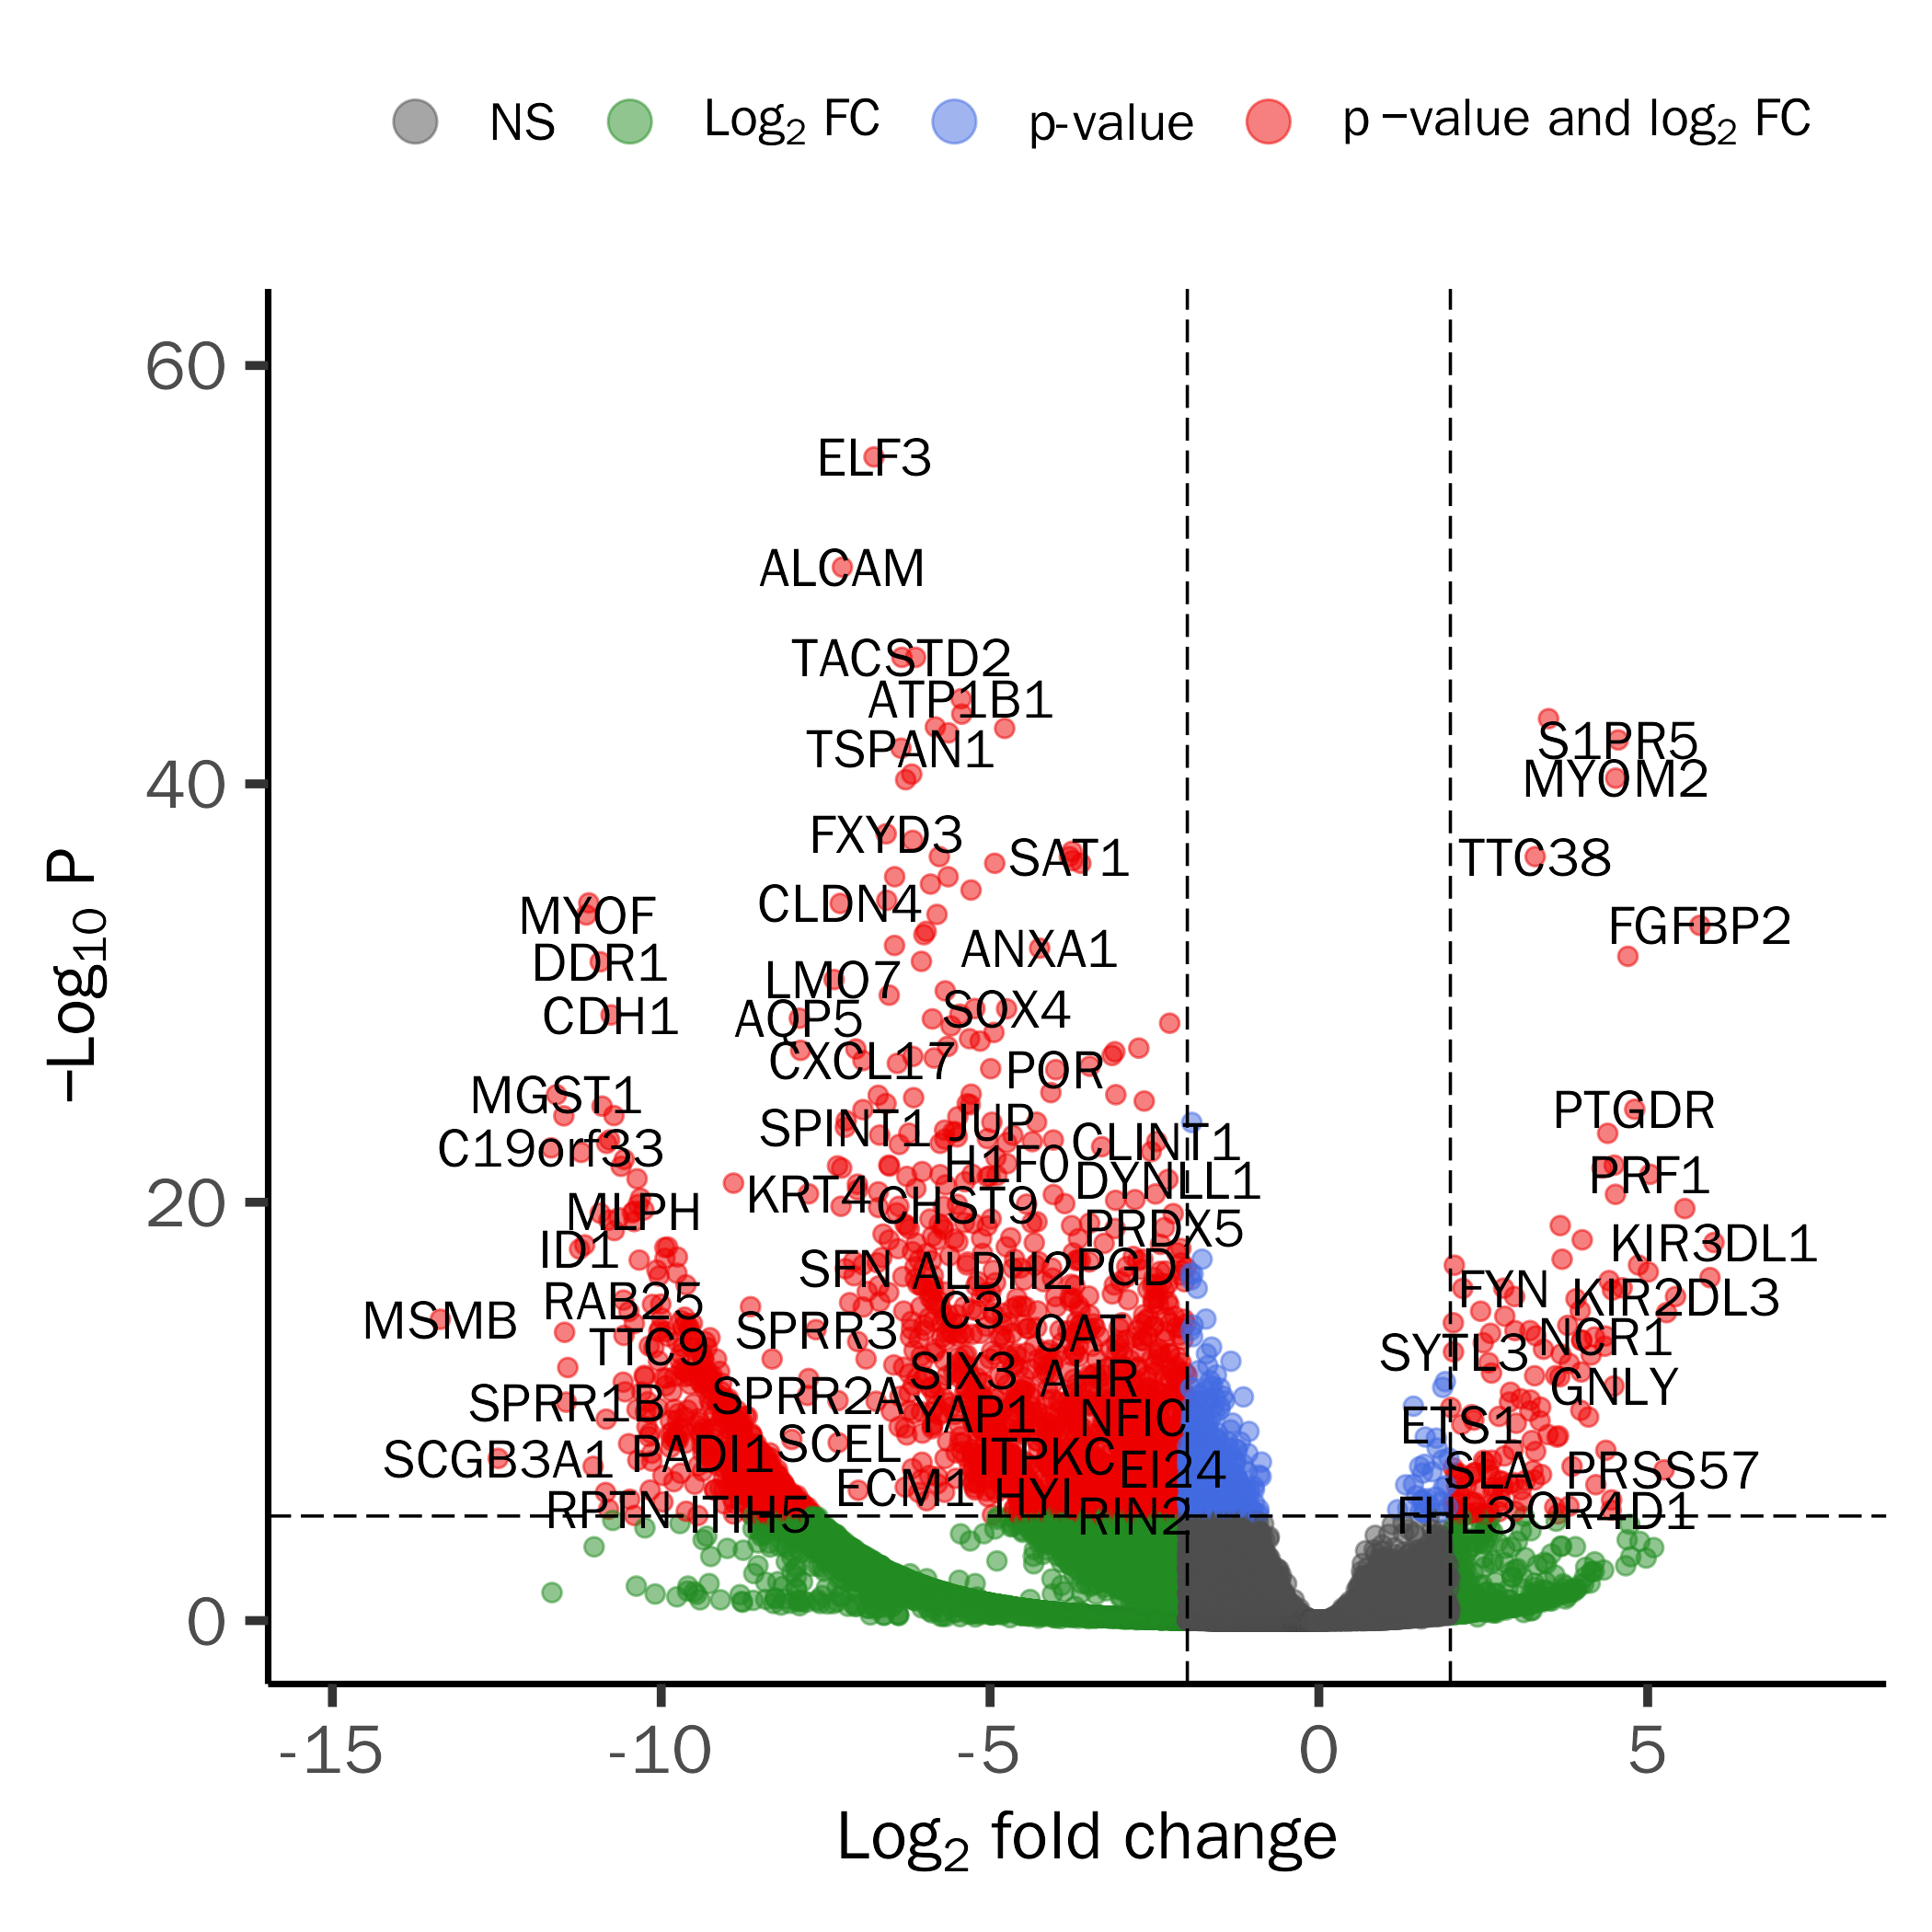 NS Log2 FC p-value p −value and log2 FC
60
ELF3
ALCAM
TACSTD2
ATP1B1
S1PR5
TSPAN1
40
MYOM2
FXYD3
SAT1
TTC38
CLDN4
MYOF
FGFBP2
ANXA1
DDR1
LMO7
SOX4
CDH1
AQP5
CXCL17
POR
MGST1
PTGDR
JUP
SPINT1
CLINT1
C19orf33
H1F0
PRF1
DYNLL1
KRT4
20
CHST9
MLPH
PRDX5
KIR3DL1
ID1
SFN
ALDH2
PGD
FYN
KIR2DL3
RAB25
C3
MSMB
SPRR3
OAT
NCR1
TTC9
SYTL3
SIX3
AHR
GNLY
SPRR2A
SPRR1B
YAP1
NFIC
ETS1
SCEL
PADI1
ITPKC
SCGB3A1
EI24
SLA
PRSS57
ECM1
HYI
RPTN
OR4D1
ITIH5
RIN2
FHL3
0
−Log10 P
-15 -10 -5 0 5
Log2 fold change